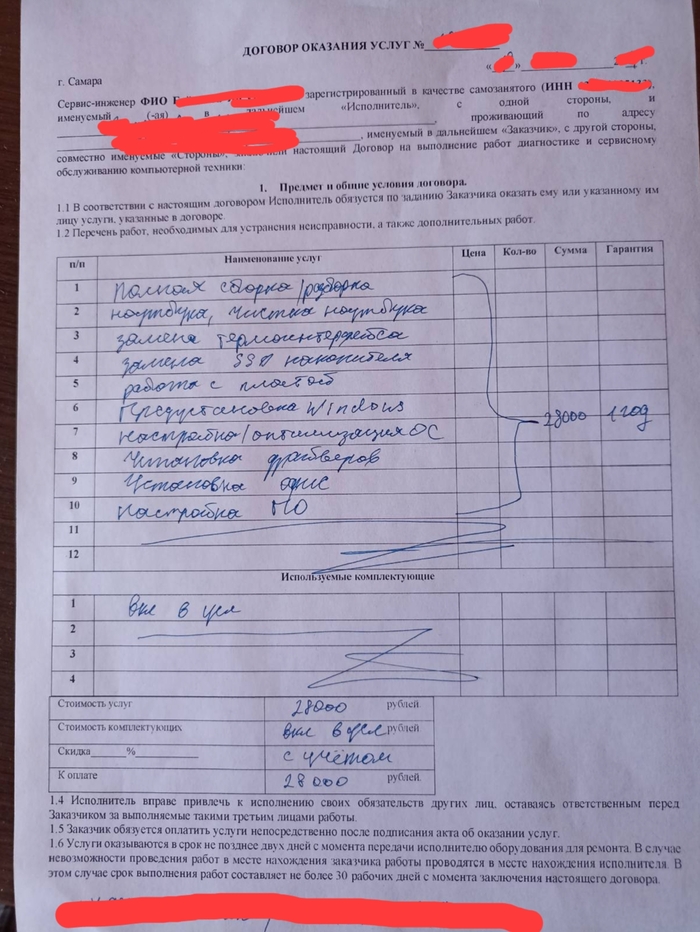 ДОГОВОР ОКАЗАНИЯ УСЛУГ №
« » г.
г. Самара
Сервис-инженер ФИО зарегистрированный в качестве самозанятого (ИНН
именуемый (-ая) в дальнейшем «Исполнитель», с одной стороны, и
, проживающий по адресу
, именуемый в дальнейшем «Заказчик», с другой стороны,
совместно именуемые «Стороны», настоящий Договор на выполнение работ диагностике и сервисному
обслуживанию компьютерной техники:
1. Предмет и общие условия договора.
1.1 В соответствии с настоящим договором Исполнитель обязуется по заданию Заказчика оказать ему или указанному им
лицу услуги, указанные в договоре.
1.2 Перечень работ, необходимых для устранения неисправности, а также дополнительных работ.
п/п Наименование услуг Цена Кол-во Сумма Гарантия
1 Полная сборка/разборка
2 ноутбука, чистка ноутбука
3 замена термоинтерфейса
4 замена SSD накопителя
5 работа с платой
6 Предустановка Windows 28000 1 год
7 настройка/оптимизация ОС
8 Установка драйверов
9 Установка офис
10 Настройка ПО
11
12
Используемые комплектующие
1 вкл в усл
2
3
4
Стоимость услуг 28000 рублей.
Стоимость комплектующих вкл в усл рублей
Скидка______%__________ с учётом
К оплате 28 000 рублей.
1.4 Исполнитель вправе привлечь к исполнению своих обязательств других лиц, оставаясь ответственным перед
Заказчиком за выполняемые такими третьим лицами работы.
1.5 Заказчик обязуется оплатить услуги непосредственно после подписания акта об оказании услуг.
1.6 Услуги оказываются в срок не позднее двух дней с момента передачи исполнителю оборудования для ремонта. В случае
невозможности проведения работ в месте нахождения заказчика работы проводятся в месте нахождения исполнителя. В
этом случае срок выполнения работ составляет не более 30 рабочих дней с момента заключения настоящего договора.